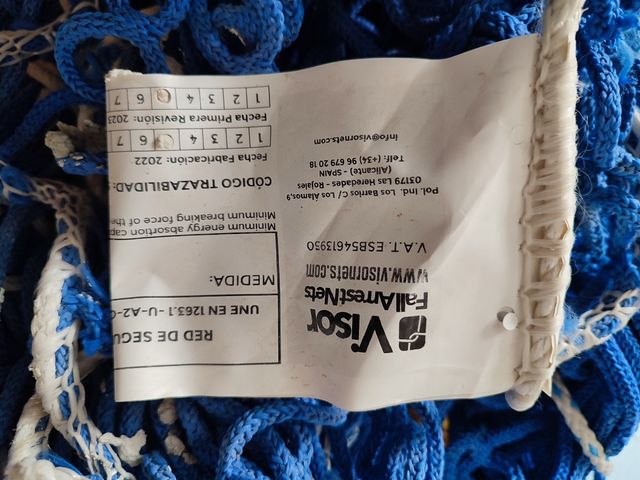 Visor
FallArrestNets
www.visornets.com
V.A.T. ESB54613950
Pol. Ind. Los Barrios C/ Los Álamos,9
03179 Las Heredades - Rojales
(Alicante) - SPAIN
Telf: (+34) 96 679 20 18
info@visornets.com
RED DE SEGU
UNE EN 1263.1 - U-A2-
MEDIDA:
Minimum energy absortion capa
Minimum breaking force of the
CÓDIGO TRAZABILIDAD:
Fecha Fabricación: 2022
1 2 3 4 6 7
Fecha Primera Revisión: 2023
1 2 3 4 6 7